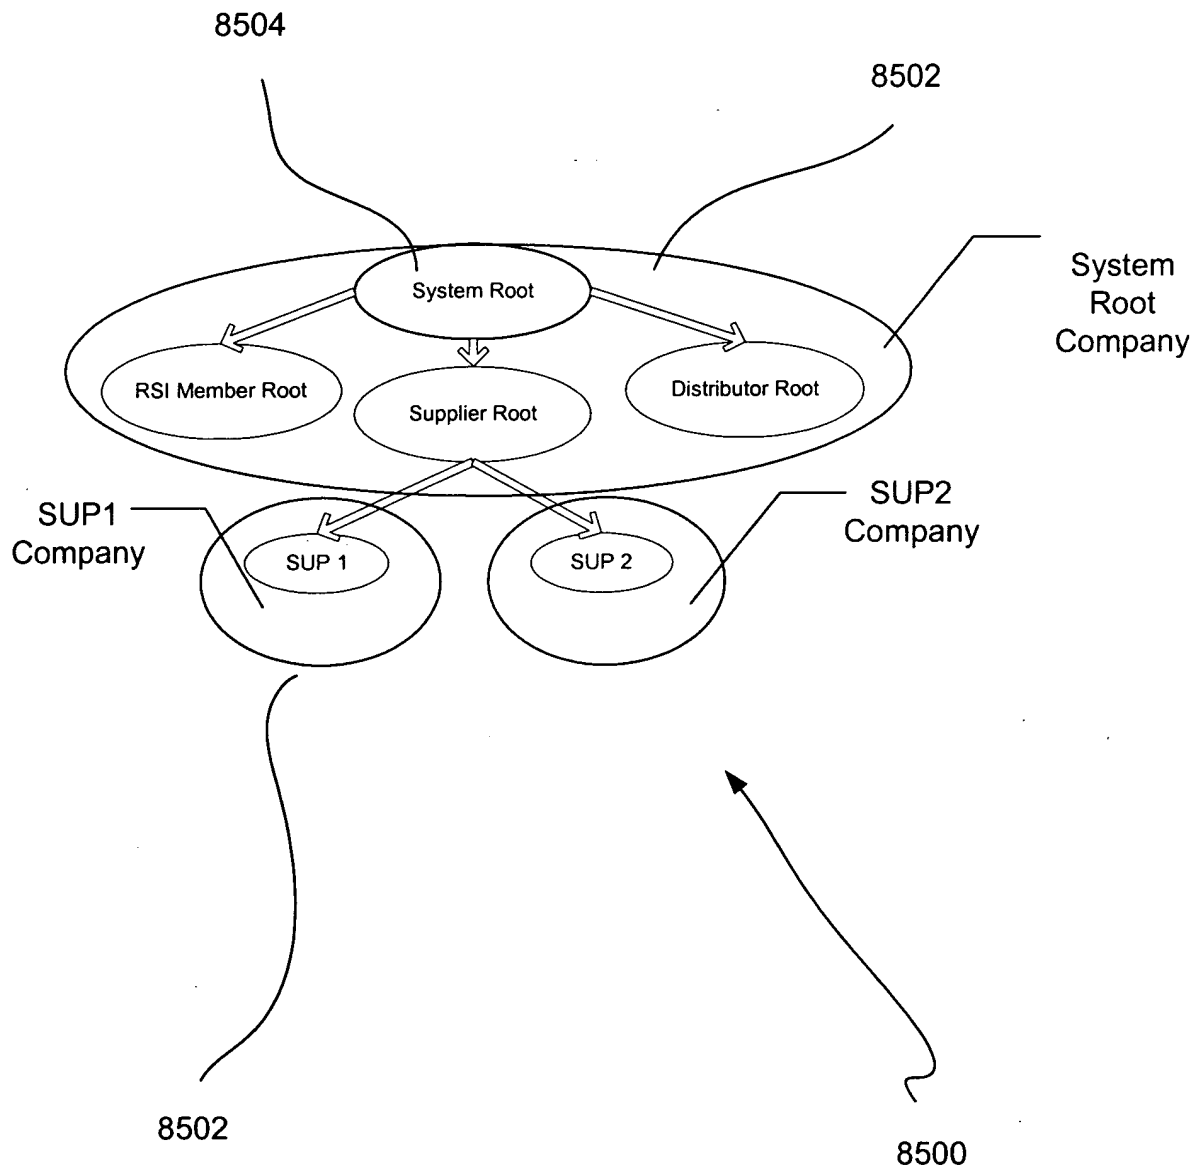 8504
8502
System
Root
Company
System Root
RSI Member Root
Supplier Root
Distributor Root
SUP1
Company
SUP2
Company
SUP 1
SUP 2
8502
8500